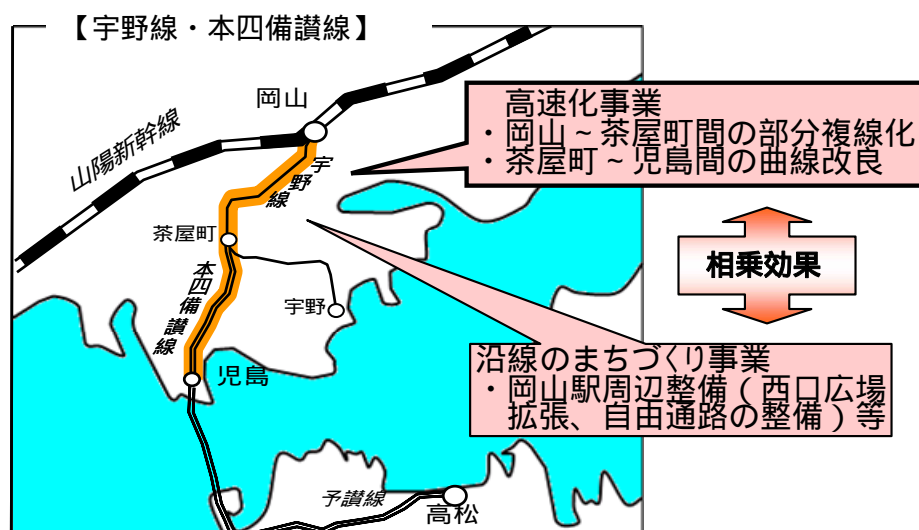 【宇野線・本四備讃線】
岡山
高速化事業
・岡山~茶屋町間の部分複線化
・茶屋町~児島間の曲線改良
山陽新幹線
宇野線
茶屋町
相乗効果
本四備讃線
宇野
沿線のまちづくり事業
・岡山駅周辺整備(西口広場
拡張、自由通路の整備)等
児島
予讃線
高松